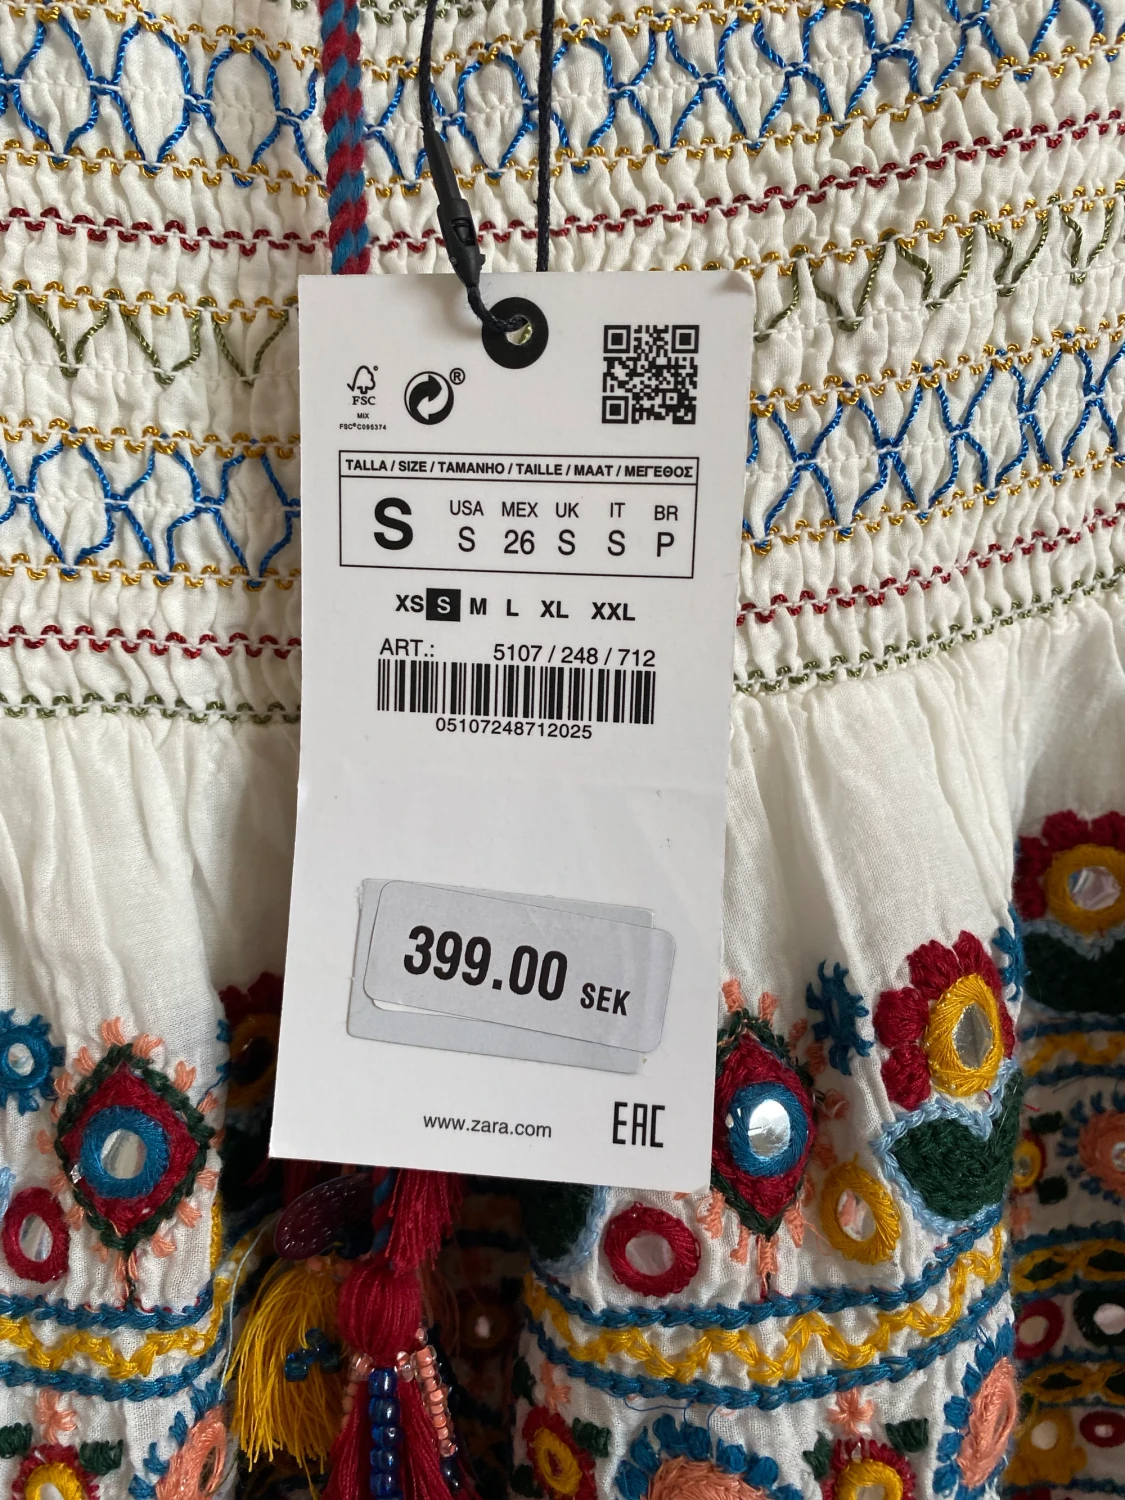 ®
FSC
MIX
FSC®C095374
TALLA / SIZE / TAMANHO / TAILLE / MAAT / ΜΕΓΕΘΟΣ
S
USA MEX UK IT BR
S 26 S S P
XS S M L XL XXL
ART.: 5107 / 248 / 712
05107248712025
399.00 SEK
www.zara.com EAC